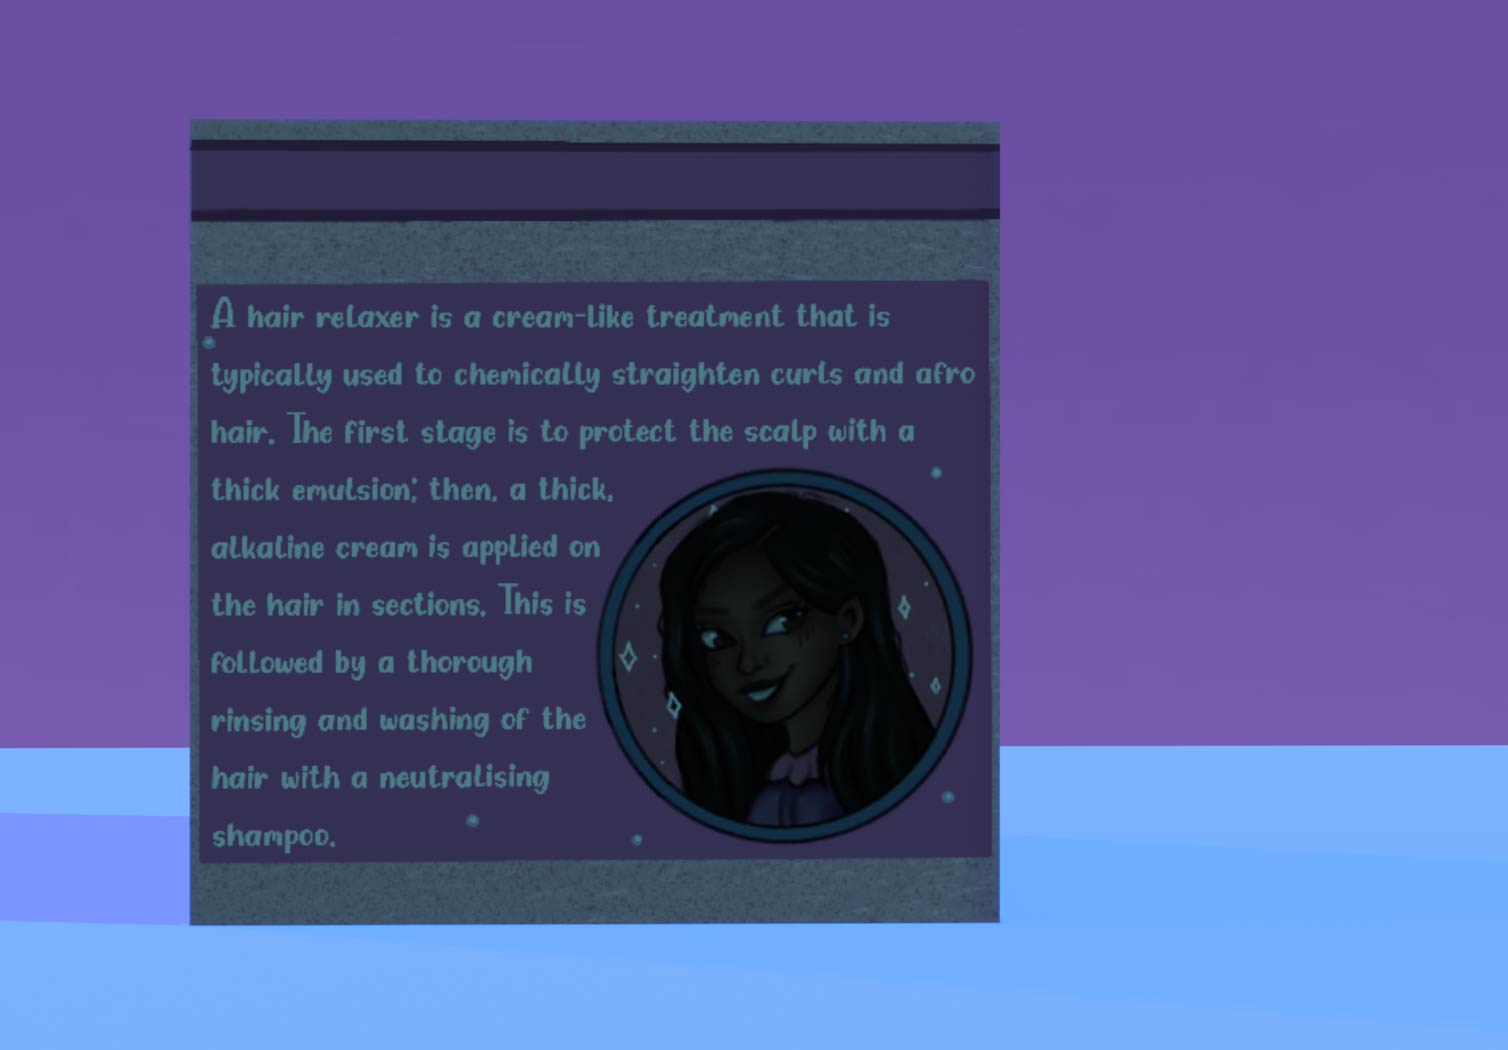 A hair relaxer is a cream-like treatment that is
typically used to chemically straighten curls and afro
hair. The first stage is to protect the scalp with a
thick emulsion; then, a thick,
alkaline cream is applied on
the hair in sections. This is
followed by a thorough
rinsing and washing of the
hair with a neutralising
shampoo.